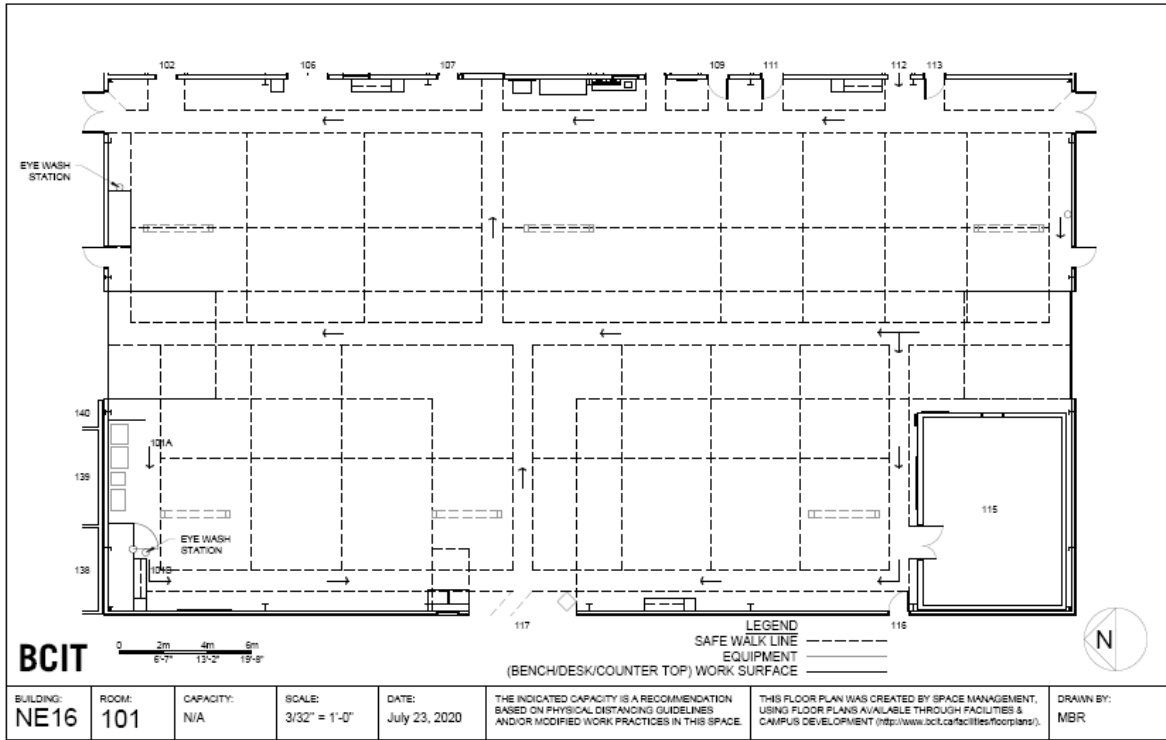 102
105
107
109
111
112
113
EYE WASH
STATION
140
101A
139
115
EYE WASH
STATION
138
101B
117
116
LEGEND
SAFE WALK LINE
EQUIPMENT
(BENCH/DESK/COUNTER TOP) WORK SURFACE
N
BCIT
0 2m 4m 6m
6'-7" 13'-2" 19'-8"
BUILDING:
NE16
ROOM:
101
CAPACITY:
N/A
SCALE:
3/32" = 1'-0"
DATE:
July 23, 2020
THE INDICATED CAPACITY IS A RECOMMENDATION
BASED ON PHYSICAL DISTANCING GUIDELINES
AND/OR MODIFIED WORK PRACTICES IN THIS SPACE.
THIS FLOOR PLAN WAS CREATED BY SPACE MANAGEMENT,
USING FLOOR PLANS AVAILABLE THROUGH FACILITIES &
CAMPUS DEVELOPMENT (http://www.bcit.ca/facilities/floorplans/).
DRAWN BY:
MBR